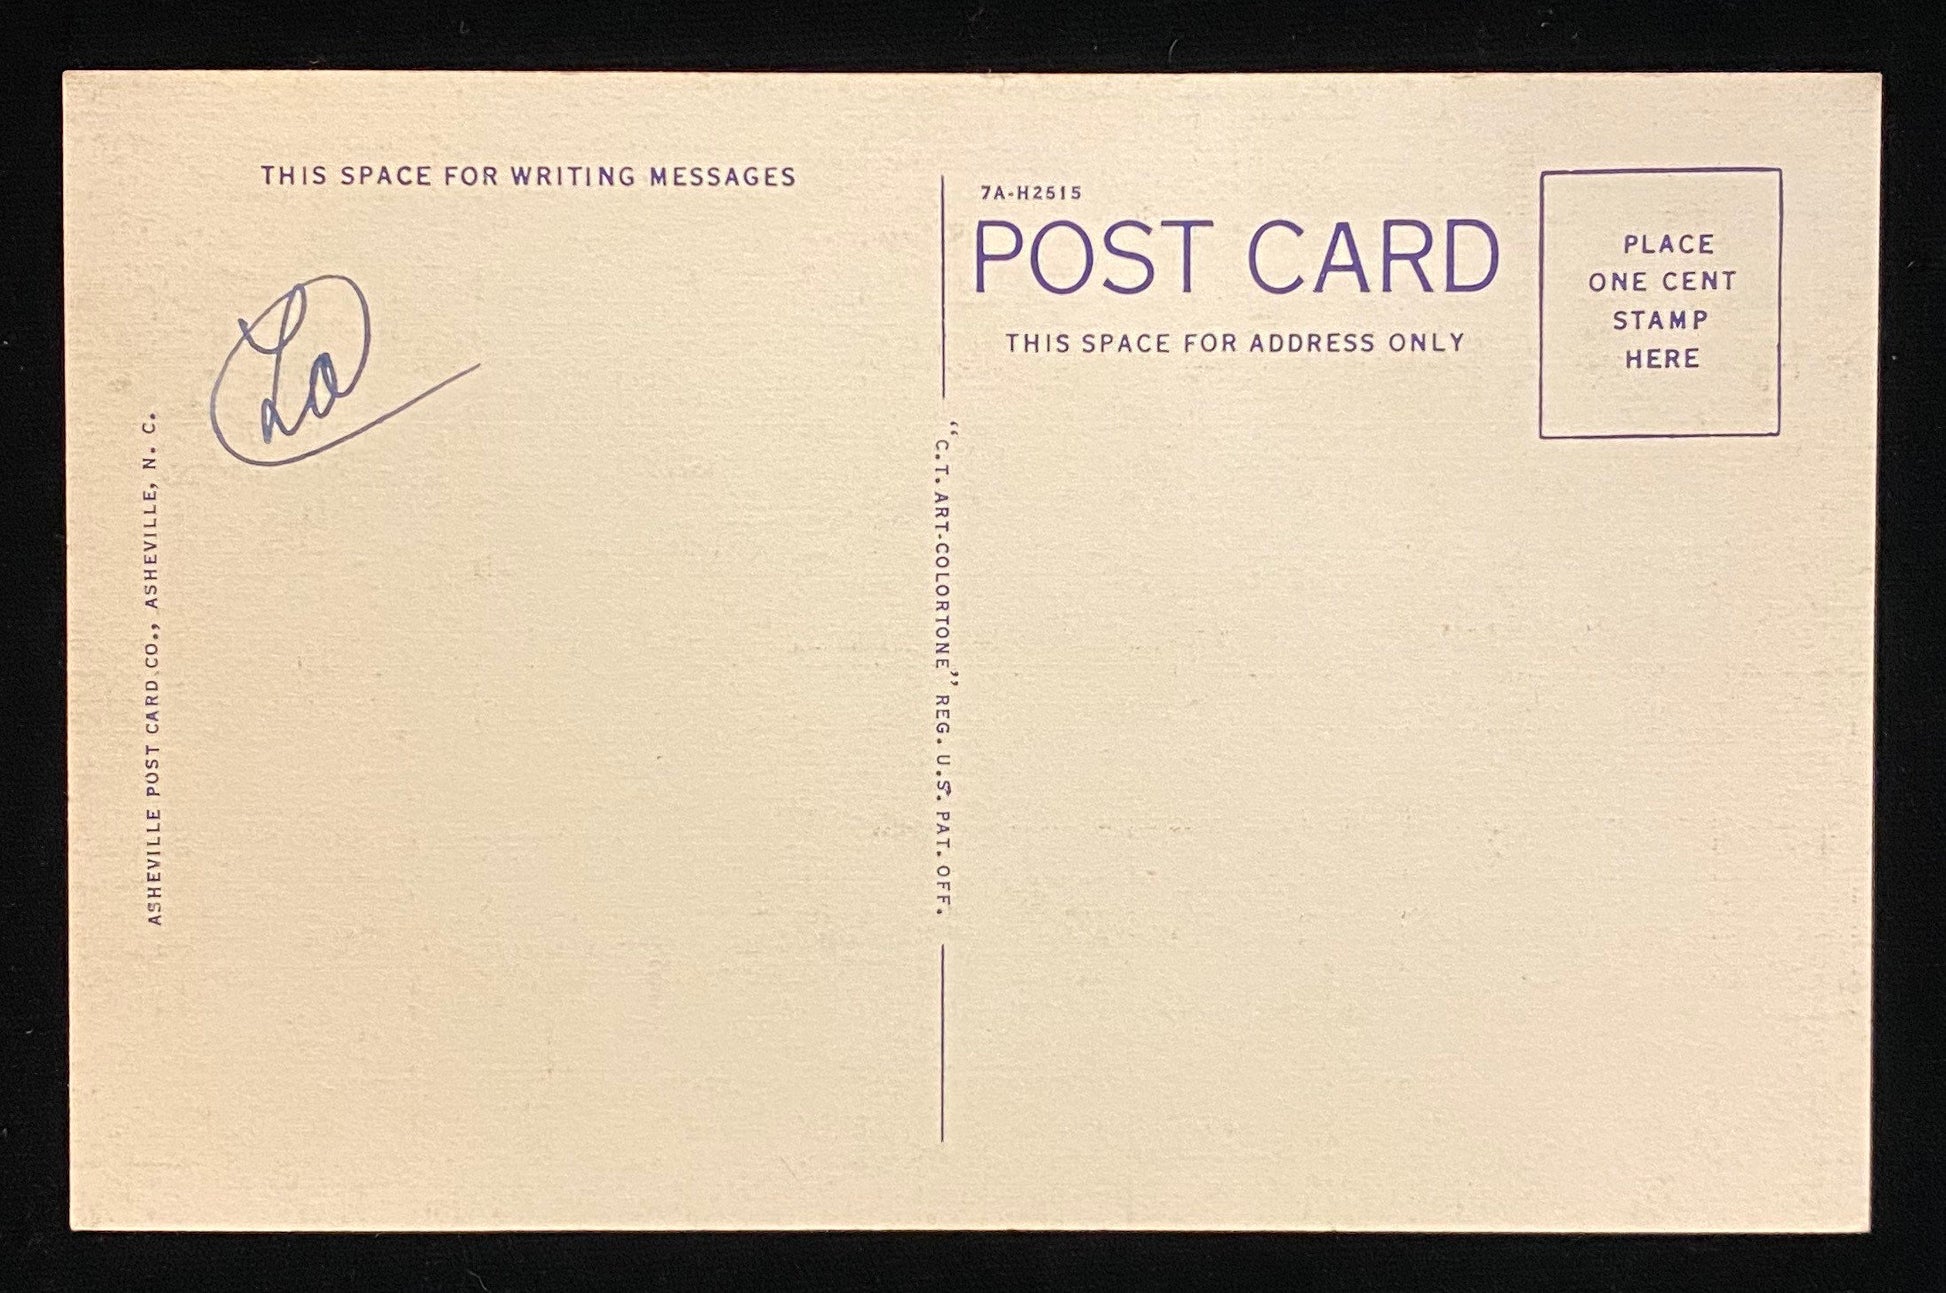 THIS SPACE FOR WRITING MESSAGES
Lo
ASHEVILLE POST CARD CO., ASHEVILLE, N. C.
"C.T. ART-COLORTONE" REG. U.S. PAT. OFF.
7A-H2515
POST CARD
THIS SPACE FOR ADDRESS ONLY
PLACE
ONE CENT
STAMP
HERE